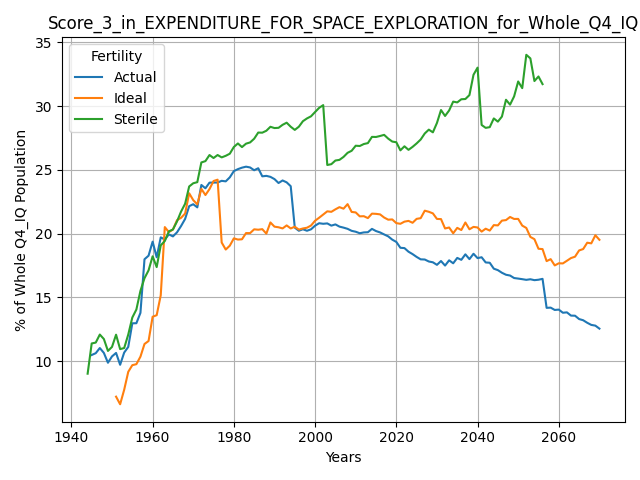 Score_3_in_EXPENDITURE_FOR_SPACE_EXPLORATION_for_Whole_Q4_IQ
Fertility
Actual
Ideal
Sterile
% of Whole Q4_IQ Population
35
30
25
20
15
10
1940 1960 1980 2000 2020 2040 2060
Years